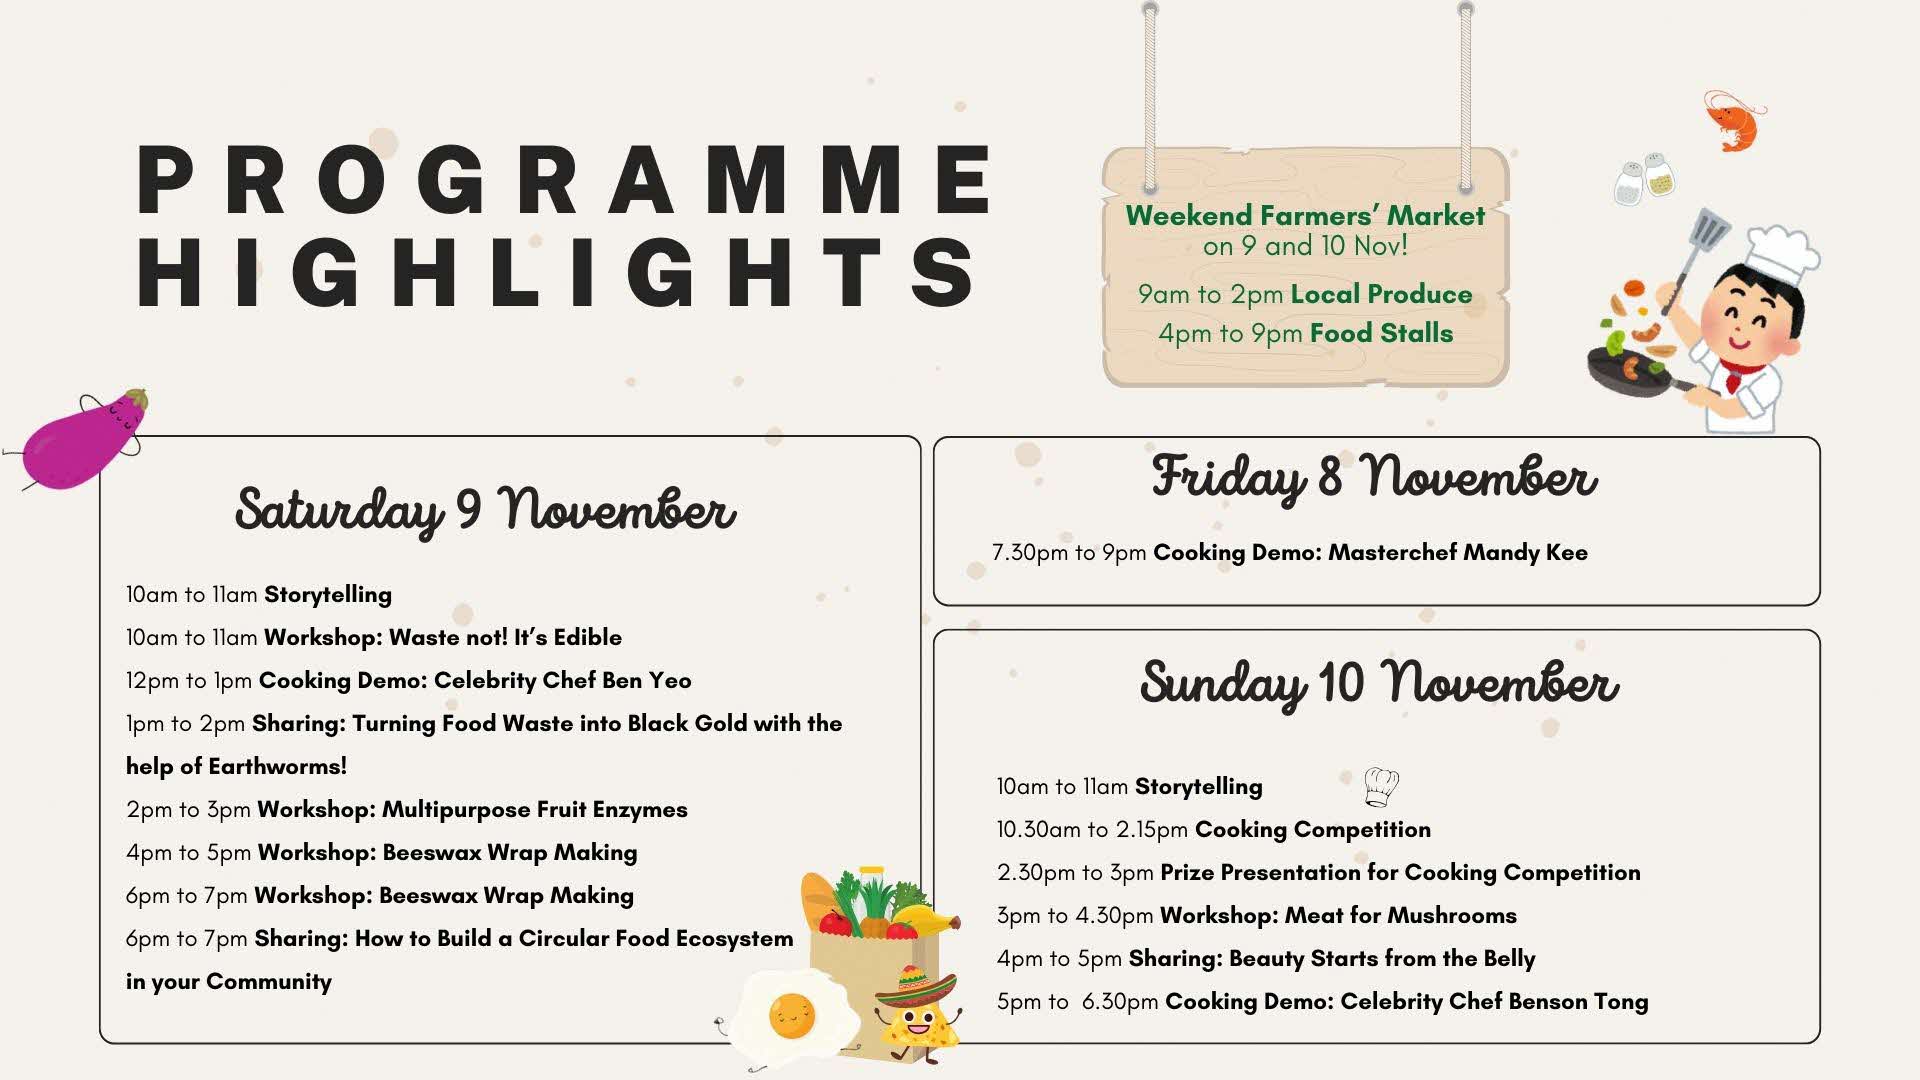 PROGRAMME
HIGHLIGHTS
Weekend Farmers’ Market
on 9 and 10 Nov!
9am to 2pm Local Produce
4pm to 9pm Food Stalls
Saturday 9 November
10am to 11am Storytelling
10am to 11am Workshop: Waste not! It’s Edible
12pm to 1pm Cooking Demo: Celebrity Chef Ben Yeo
1pm to 2pm Sharing: Turning Food Waste into Black Gold with the
help of Earthworms!
2pm to 3pm Workshop: Multipurpose Fruit Enzymes
4pm to 5pm Workshop: Beeswax Wrap Making
6pm to 7pm Workshop: Beeswax Wrap Making
6pm to 7pm Sharing: How to Build a Circular Food Ecosystem
in your Community
Friday 8 November
7.30pm to 9pm Cooking Demo: Masterchef Mandy Kee
Sunday 10 November
10am to 11am Storytelling
10.30am to 2.15pm Cooking Competition
2.30pm to 3pm Prize Presentation for Cooking Competition
3pm to 4.30pm Workshop: Meat for Mushrooms
4pm to 5pm Sharing: Beauty Starts from the Belly
5pm to  6.30pm Cooking Demo: Celebrity Chef Benson Tong